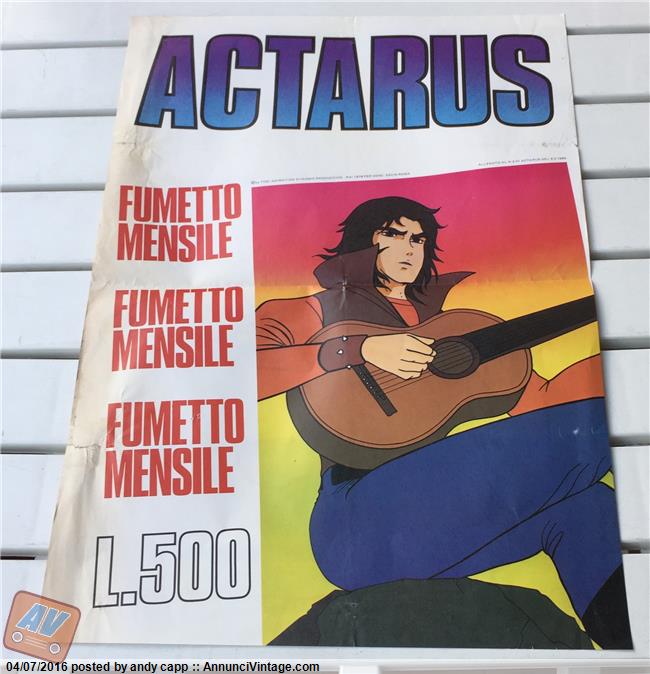 ACTARUS
FUMETTO
MENSILE
FUMETTO
MENSILE
FUMETTO
MENSILE
L.500
AV
04/07/2016 posted by andy capp :: AnnunciVintage.com